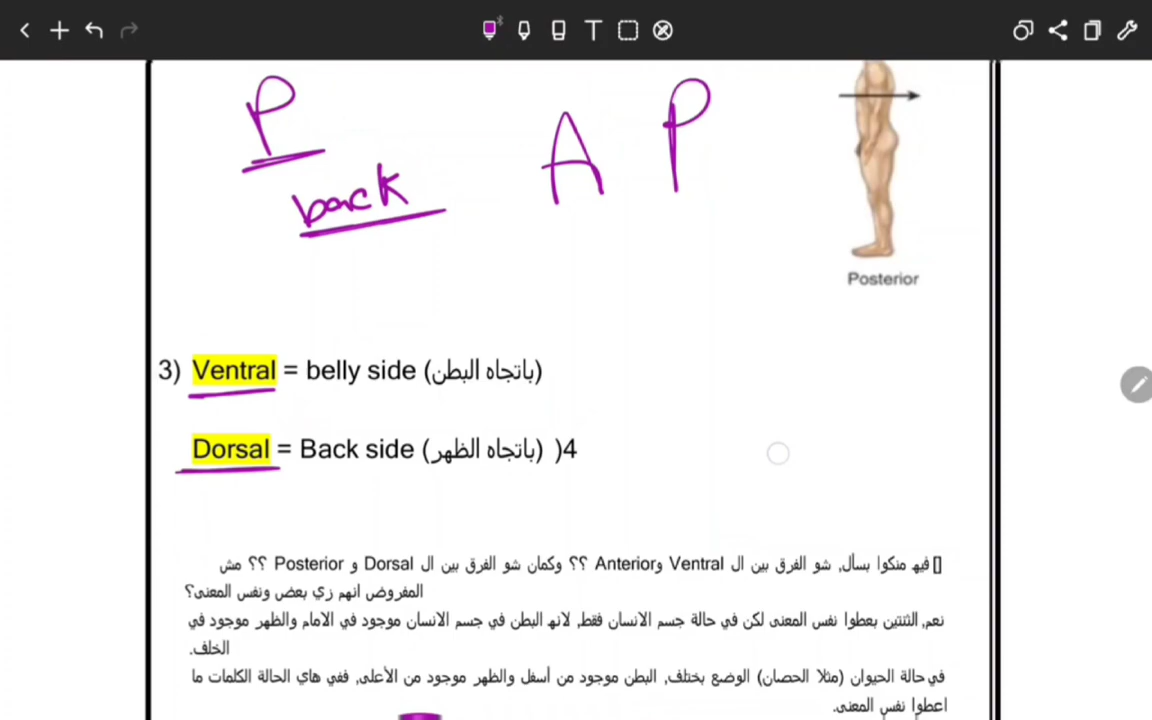 P
back
A P
Posterior
3) Ventral = belly side (باتجاه البطن)
Dorsal = Back side (باتجاه الظهر) )4
[] فيه منكوا بسأل, شو الفرق بين ال Ventral وAnterior ؟؟ وكمان شو الفرق بين ال Dorsal و Posterior ؟؟ مش
المفروض انهم زي بعض ونفس المعنى؟
نعم, الثنتين بعطوا نفس المعنى لكن في حالة جسم الانسان فقط, لانه البطن في جسم الانسان موجود في الامام والظهر موجود في
الخلف.
في حالة الحيوان (مثلا الحصان) الوضع بختلف, البطن موجود من أسفل والظهر موجود من الأعلى, ففي هاي الحالة الكلمات ما
اعطوا نفس المعنى.